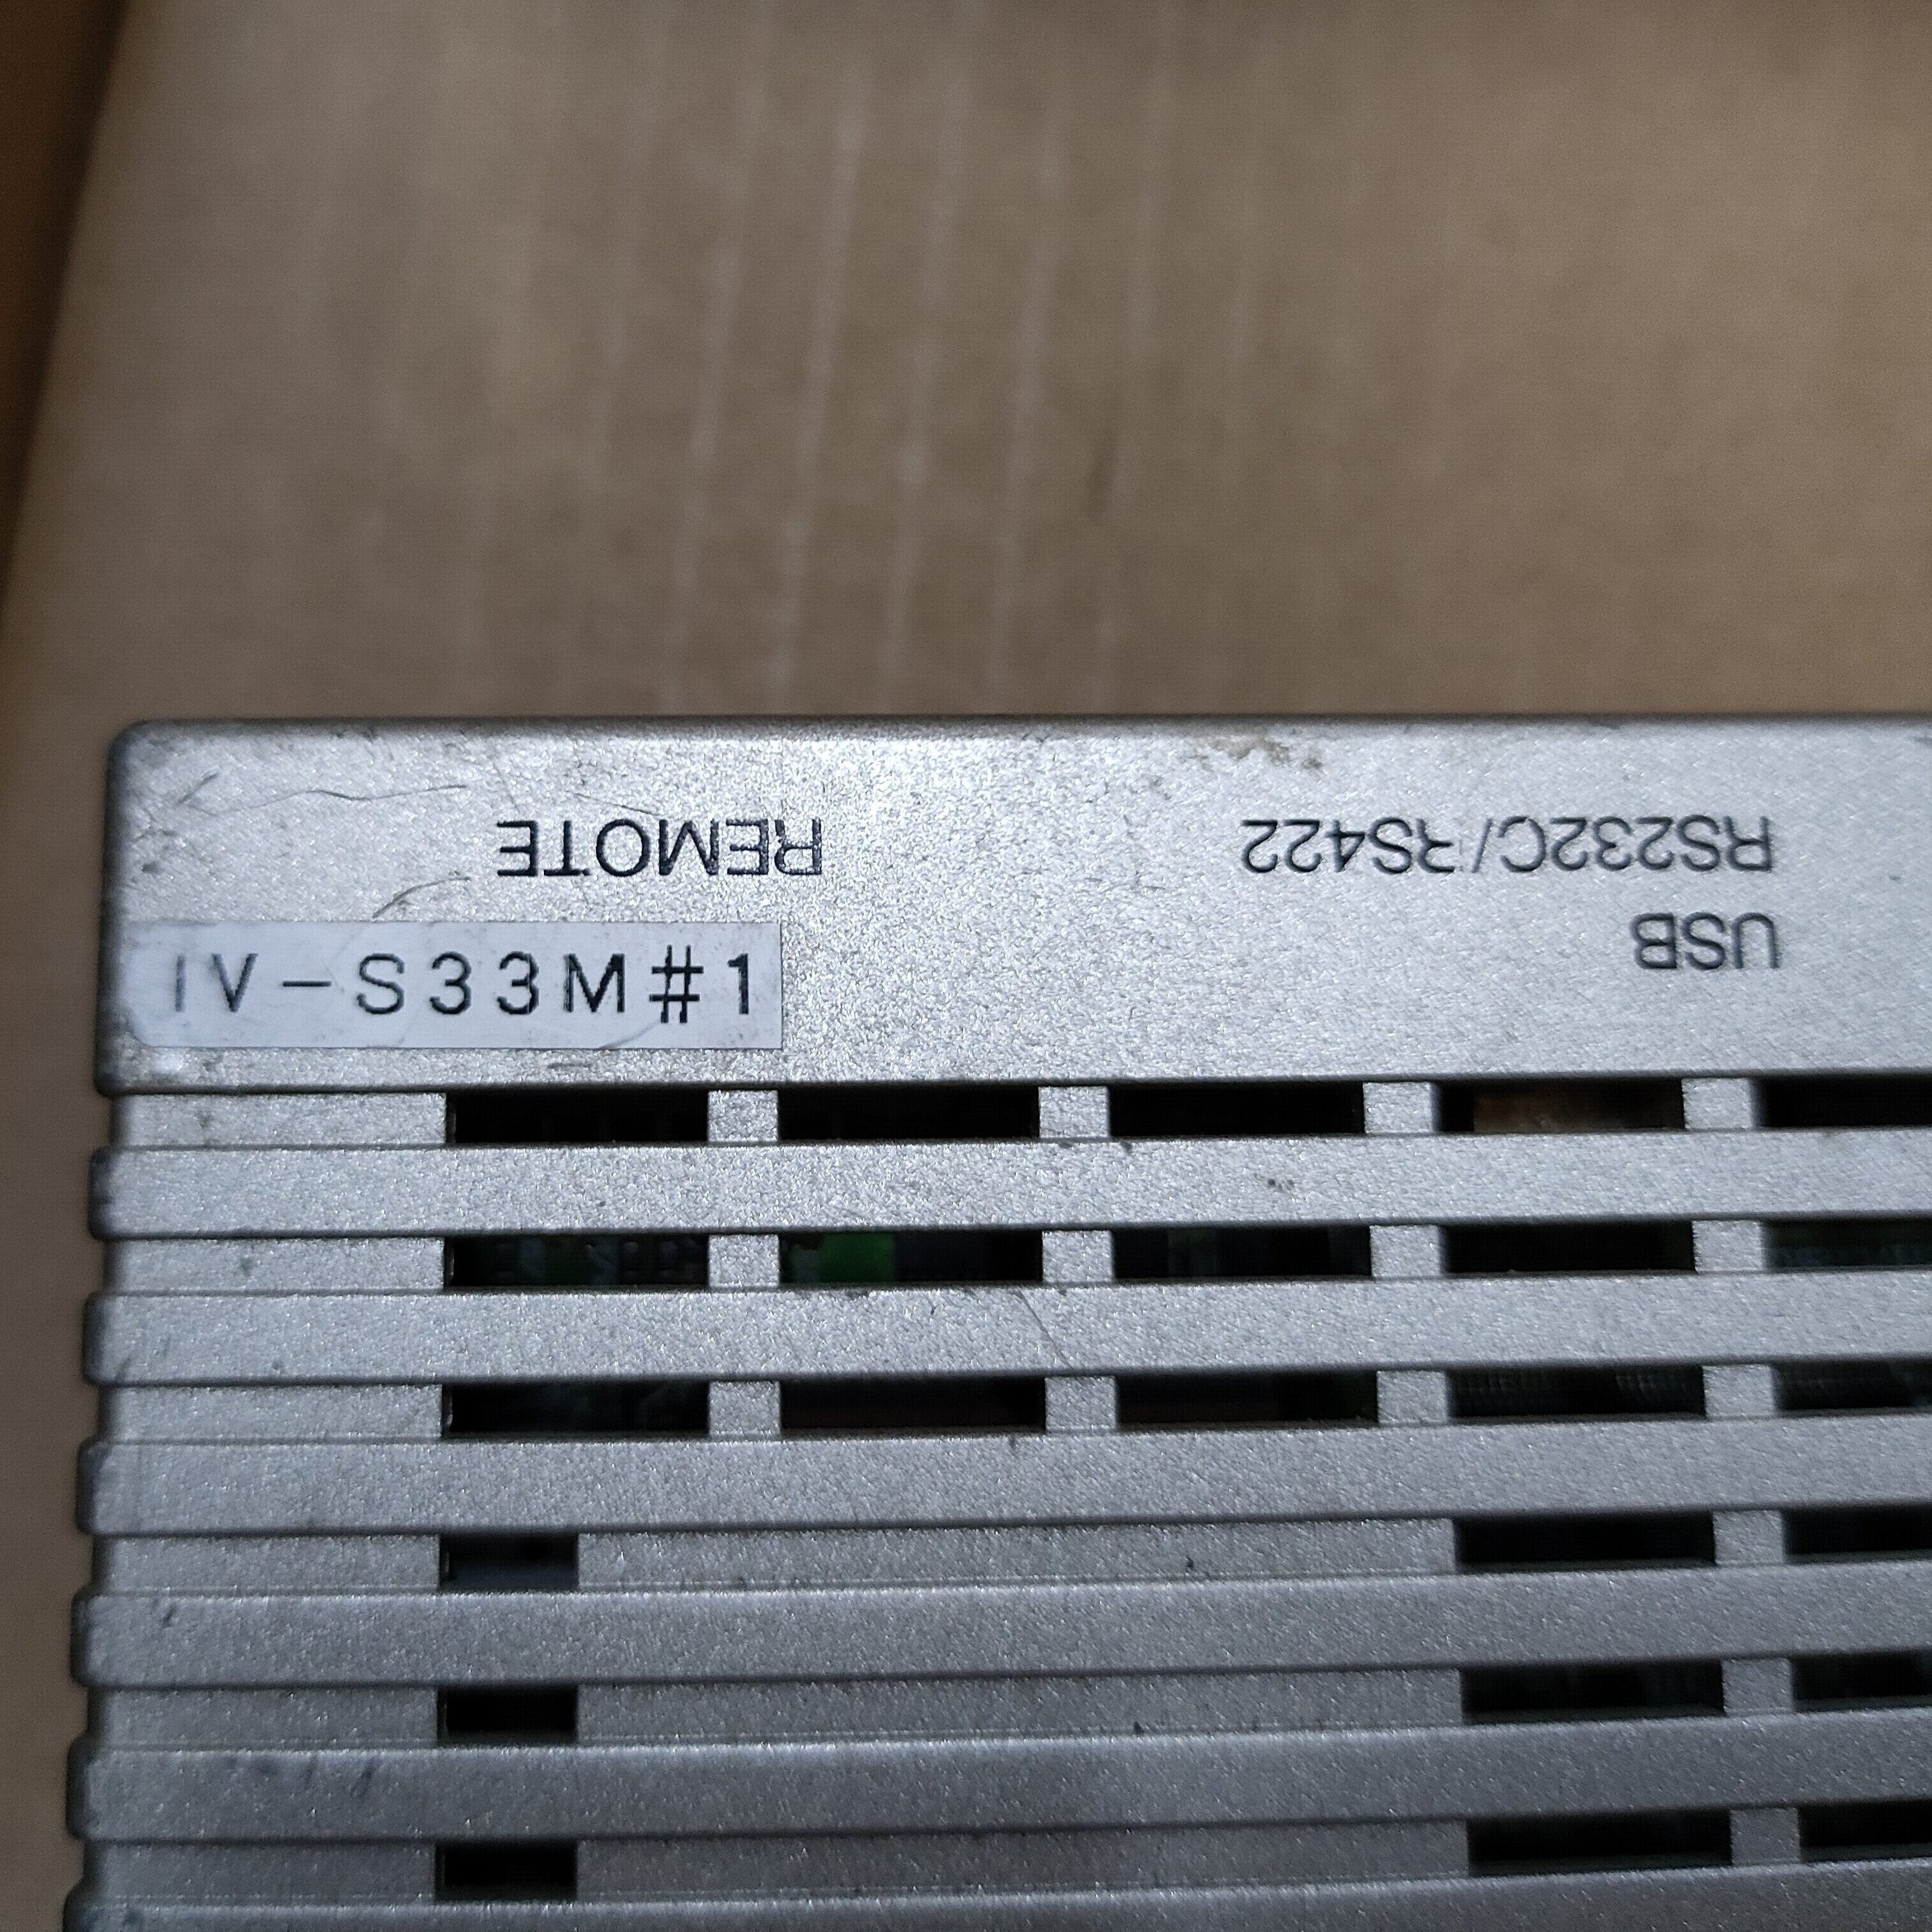 REMOTE
RS232C/RS422
USB
IV-S33M#1